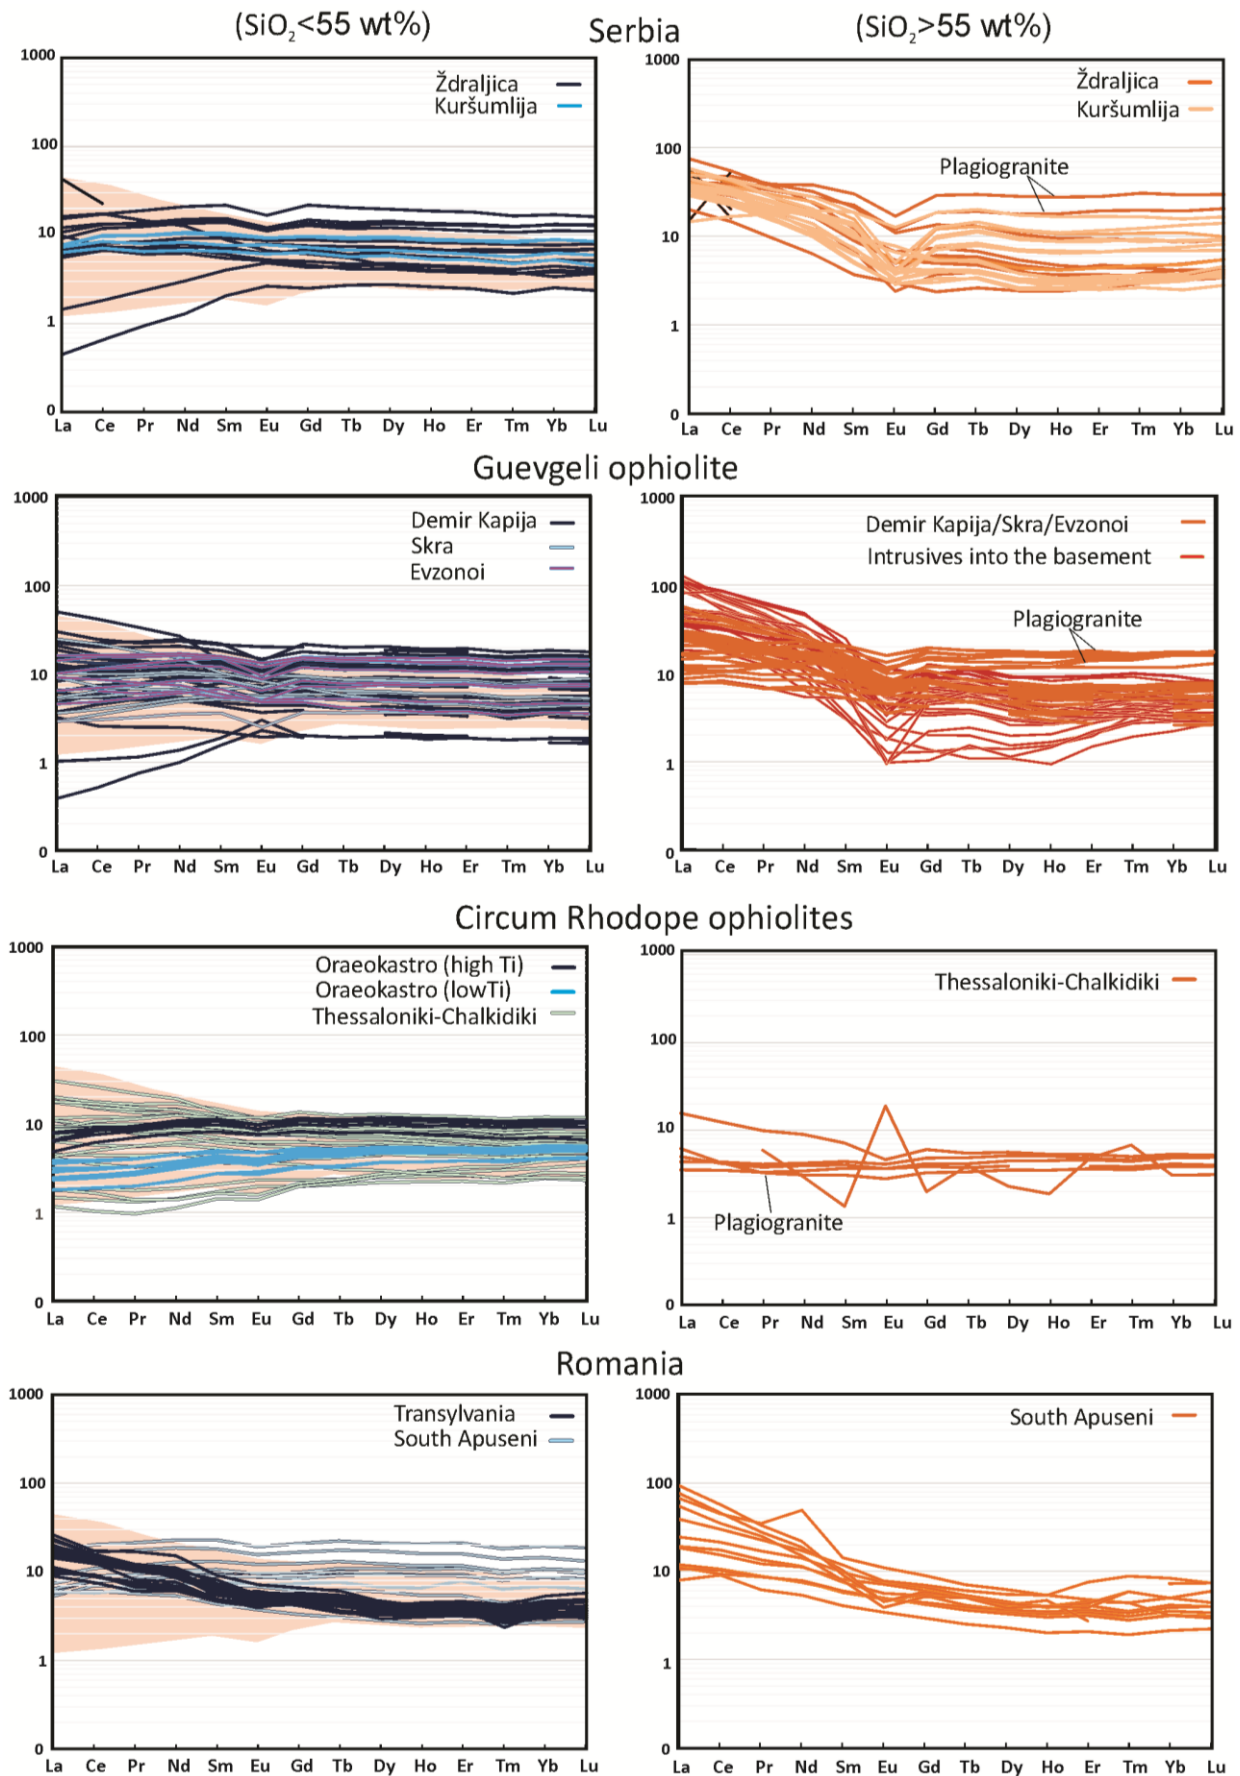 (SiO₂<55 wt%)
(SiO₂>55 wt%)
Serbia
1000
100
10
1
0
Ždraljica
Kuršumlija
La Ce Pr Nd Sm Eu Gd Tb Dy Ho Er Tm Yb Lu
1000
100
10
1
0
Ždraljica
Kuršumlija
Plagiogranite
La Ce Pr Nd Sm Eu Gd Tb Dy Ho Er Tm Yb Lu
Guevgeli ophiolite
1000
100
10
1
0
Demir Kapija
Skra
Evzonoi
La Ce Pr Nd Sm Eu Gd Tb Dy Ho Er Tm Yb Lu
1000
100
10
1
0
Demir Kapija/Skra/Evzonoi
Intrusives into the basement
Plagiogranite
La Ce Pr Nd Sm Eu Gd Tb Dy Ho Er Tm Yb Lu
Circum Rhodope ophiolites
1000
100
10
1
0
Oraeokastro (high Ti)
Oraeokastro (lowTi)
Thessaloniki-Chalkidiki
La Ce Pr Nd Sm Eu Gd Tb Dy Ho Er Tm Yb Lu
1000
100
10
1
0
Thessaloniki-Chalkidiki
Plagiogranite
La Ce Pr Nd Sm Eu Gd Tb Dy Ho Er Tm Yb Lu
Romania
1000
100
10
1
0
Transylvania
South Apuseni
La Ce Pr Nd Sm Eu Gd Tb Dy Ho Er Tm Yb Lu
1000
100
10
1
0
South Apuseni
La Ce Pr Nd Sm Eu Gd Tb Dy Ho Er Tm Yb Lu